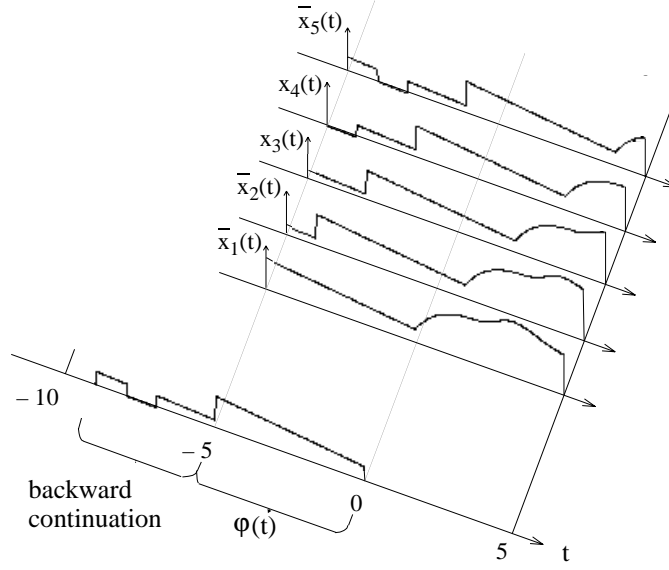 x̅₅(t)
x₄(t)
x₃(t)
x̅₂(t)
x̅₁(t)
– 10
– 5
0
5
t
backward
continuation
φ(t)